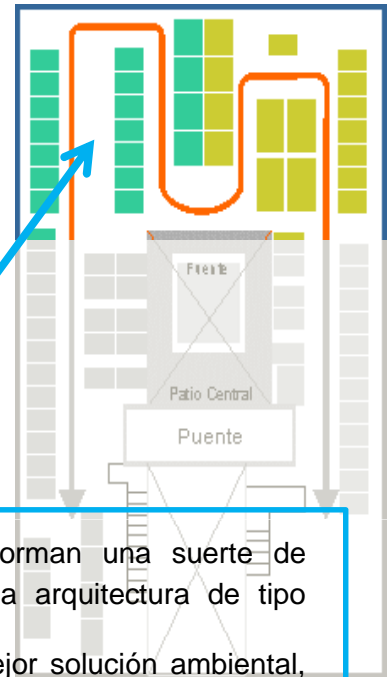 Fuente
Patio Central
Puente
orman una suerte de
a arquitectura de tipo
ejor solución ambiental,